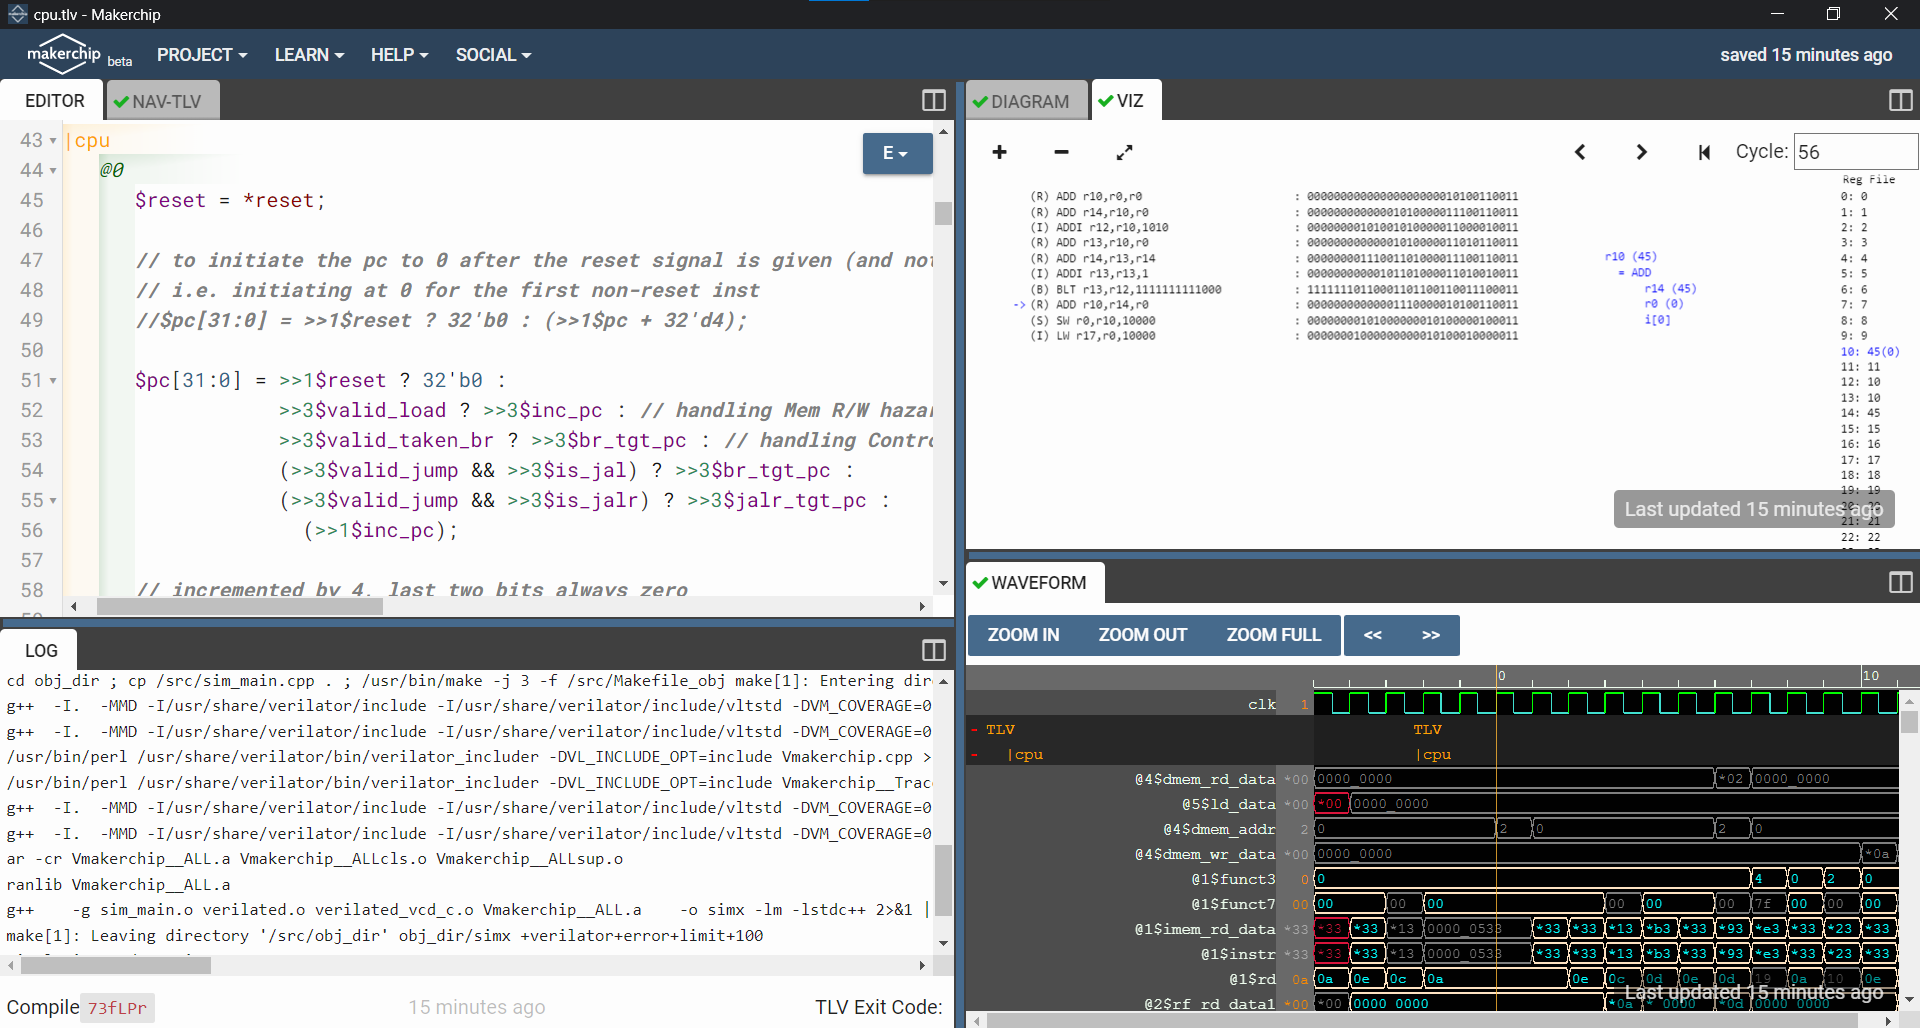 cpu.tlv - Makerchip
makerchip beta PROJECT LEARN HELP SOCIAL saved 15 minutes ago
EDITOR NAV-TLV
E
43 |cpu
44 @0
45 $reset = *reset;
46
47 // to initiate the pc to 0 after the reset signal is given (and not
48 // i.e. initiating at 0 for the first non-reset inst
49 //$pc[31:0] = >>1$reset ? 32'b0 : (>>1$pc + 32'd4);
50
51 $pc[31:0] = >>1$reset ? 32'b0 :
52 >>3$valid_load ? >>3$inc_pc : // handling Mem R/W hazar
53 >>3$valid_taken_br ? >>3$br_tgt_pc : // handling Contro
54 (>>3$valid_jump && >>3$is_jal) ? >>3$br_tgt_pc :
55 (>>3$valid_jump && >>3$is_jalr) ? >>3$jalr_tgt_pc :
56 (>>1$inc_pc);
57
58 // incremented by 4, last two bits always zero
LOG
cd obj_dir ; cp /src/sim_main.cpp . ; /usr/bin/make -j 3 -f /src/Makefile_obj make[1]: Entering dir
g++ -I. -MMD -I/usr/share/verilator/include -I/usr/share/verilator/include/vltstd -DVM_COVERAGE=0
g++ -I. -MMD -I/usr/share/verilator/include -I/usr/share/verilator/include/vltstd -DVM_COVERAGE=0
/usr/bin/perl /usr/share/verilator/bin/verilator_includer -DVL_INCLUDE_OPT=include Vmakerchip.cpp >
/usr/bin/perl /usr/share/verilator/bin/verilator_includer -DVL_INCLUDE_OPT=include Vmakerchip__Trac
g++ -I. -MMD -I/usr/share/verilator/include -I/usr/share/verilator/include/vltstd -DVM_COVERAGE=0
g++ -I. -MMD -I/usr/share/verilator/include -I/usr/share/verilator/include/vltstd -DVM_COVERAGE=0
ar -cr Vmakerchip__ALL.a Vmakerchip__ALLcls.o Vmakerchip__ALLsup.o
ranlib Vmakerchip__ALL.a
g++ -g sim_main.o verilated.o verilated_vcd_c.o Vmakerchip__ALL.a -o simx -lm -lstdc++ 2>&1 |
make[1]: Leaving directory '/src/obj_dir' obj_dir/simx +verilator+error+limit+100
Compile 73fLPr 15 minutes ago TLV Exit Code:
DIAGRAM VIZ
Cycle: 56
(R) ADD r10,r0,r0 : 00000000000000000000010100110011
(R) ADD r14,r10,r0 : 00000000000001010000011100110011
(I) ADDI r12,r10,1010 : 00000000101001010000011000010011
(R) ADD r13,r10,r0 : 00000000000001010000011010110011
(R) ADD r14,r13,r14 : 00000000111001101000011100110011
(I) ADDI r13,r13,1 : 00000000000101101000011010010011
(B) BLT r13,r12,1111111111000 : 11111110110001101100110011100011
-> (R) ADD r10,r14,r0 : 00000000000001110000010100110011
(S) SW r0,r10,10000 : 00000000101000000010100000100011
(I) LW r17,r0,10000 : 00000001000000000010100010000011
r10 (45)
= ADD
r14 (45)
r0 (0)
i[0]
Reg File
0: 0
1: 1
2: 2
3: 3
4: 4
5: 5
6: 6
7: 7
8: 8
9: 9
10: 45(0)
11: 11
12: 10
13: 10
14: 45
15: 15
16: 16
17: 17
18: 18
19: 19
21: 21
22: 22
Last updated 15 minutes ago
WAVEFORM
ZOOM IN ZOOM OUT ZOOM FULL << >>
0 10
clk 1
- TLV TLV
- |cpu |cpu
@4$dmem_rd_data *00 0000_0000 *02 0000_0000
@5$ld_data *00 *00 0000_0000
@4$dmem_addr 2 0 2 0 2 0
@4$dmem_wr_data *00 0000_0000 *0a
@1$funct3 0 0 4 0 2 0
@1$funct7 00 00 00 00 00 00 00 7f 00 00 00
@1$imem_rd_data *33 *33 *33 *13 0000_0533 *33 *33 *13 *b3 *33 *93 *e3 *33 *23 *33
@1$instr *33 *33 *33 *13 0000_0533 *33 *33 *13 *b3 *33 *93 *e3 *33 *23 *33
@1$rd 0a 0a 0e 0c 0a 0e 0c 0d 0e 0d 19 0a 10 0e
@2$rf_rd_data1 *00 *00 0000_0000
Last updated 15 minutes ago